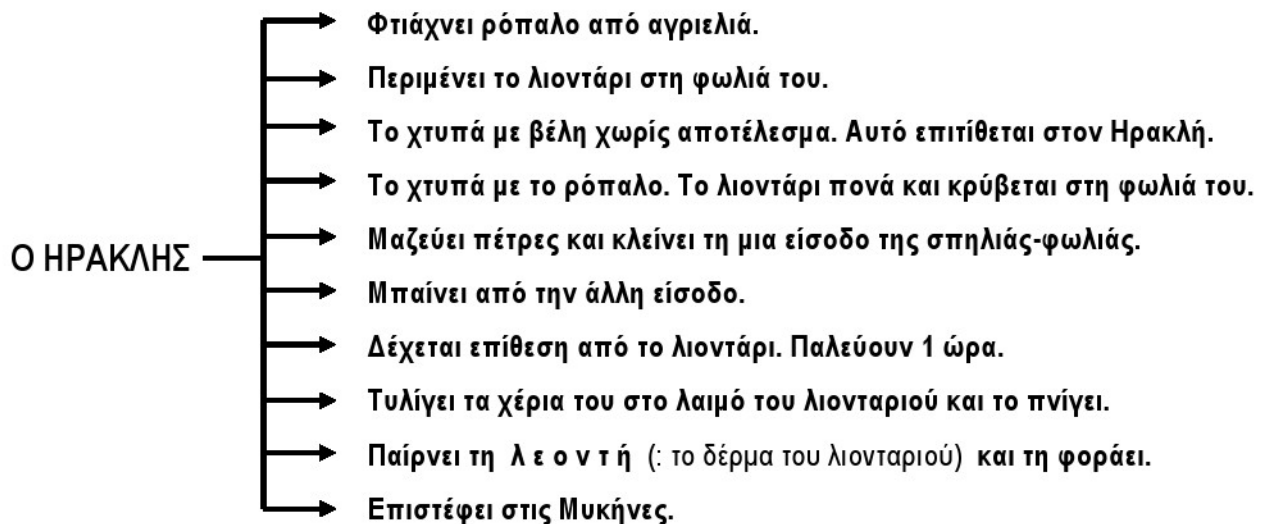 Φτιάχνει ρόπαλο από αγριελιά.
Περιμένει το λιοντάρι στη φωλιά του.
Το χτυπά με βέλη χωρίς αποτέλεσμα. Αυτό επιτίθεται στον Ηρακλή.
Το χτυπά με το ρόπαλο. Το λιοντάρι πονά και κρύβεται στη φωλιά του.
Μαζεύει πέτρες και κλείνει τη μια είσοδο της σπηλιάς-φωλιάς.
Ο ΗΡΑΚΛΗΣ
Μπαίνει από την άλλη είσοδο.
Δέχεται επίθεση από το λιοντάρι. Παλεύουν 1 ώρα.
Τυλίγει τα χέρια του στο λαιμό του λιονταριού και το πνίγει.
Παίρνει τη λ ε ο ν τ ή (: το δέρμα του λιονταριού) και τη φοράει.
Επιστέφει στις Μυκήνες.